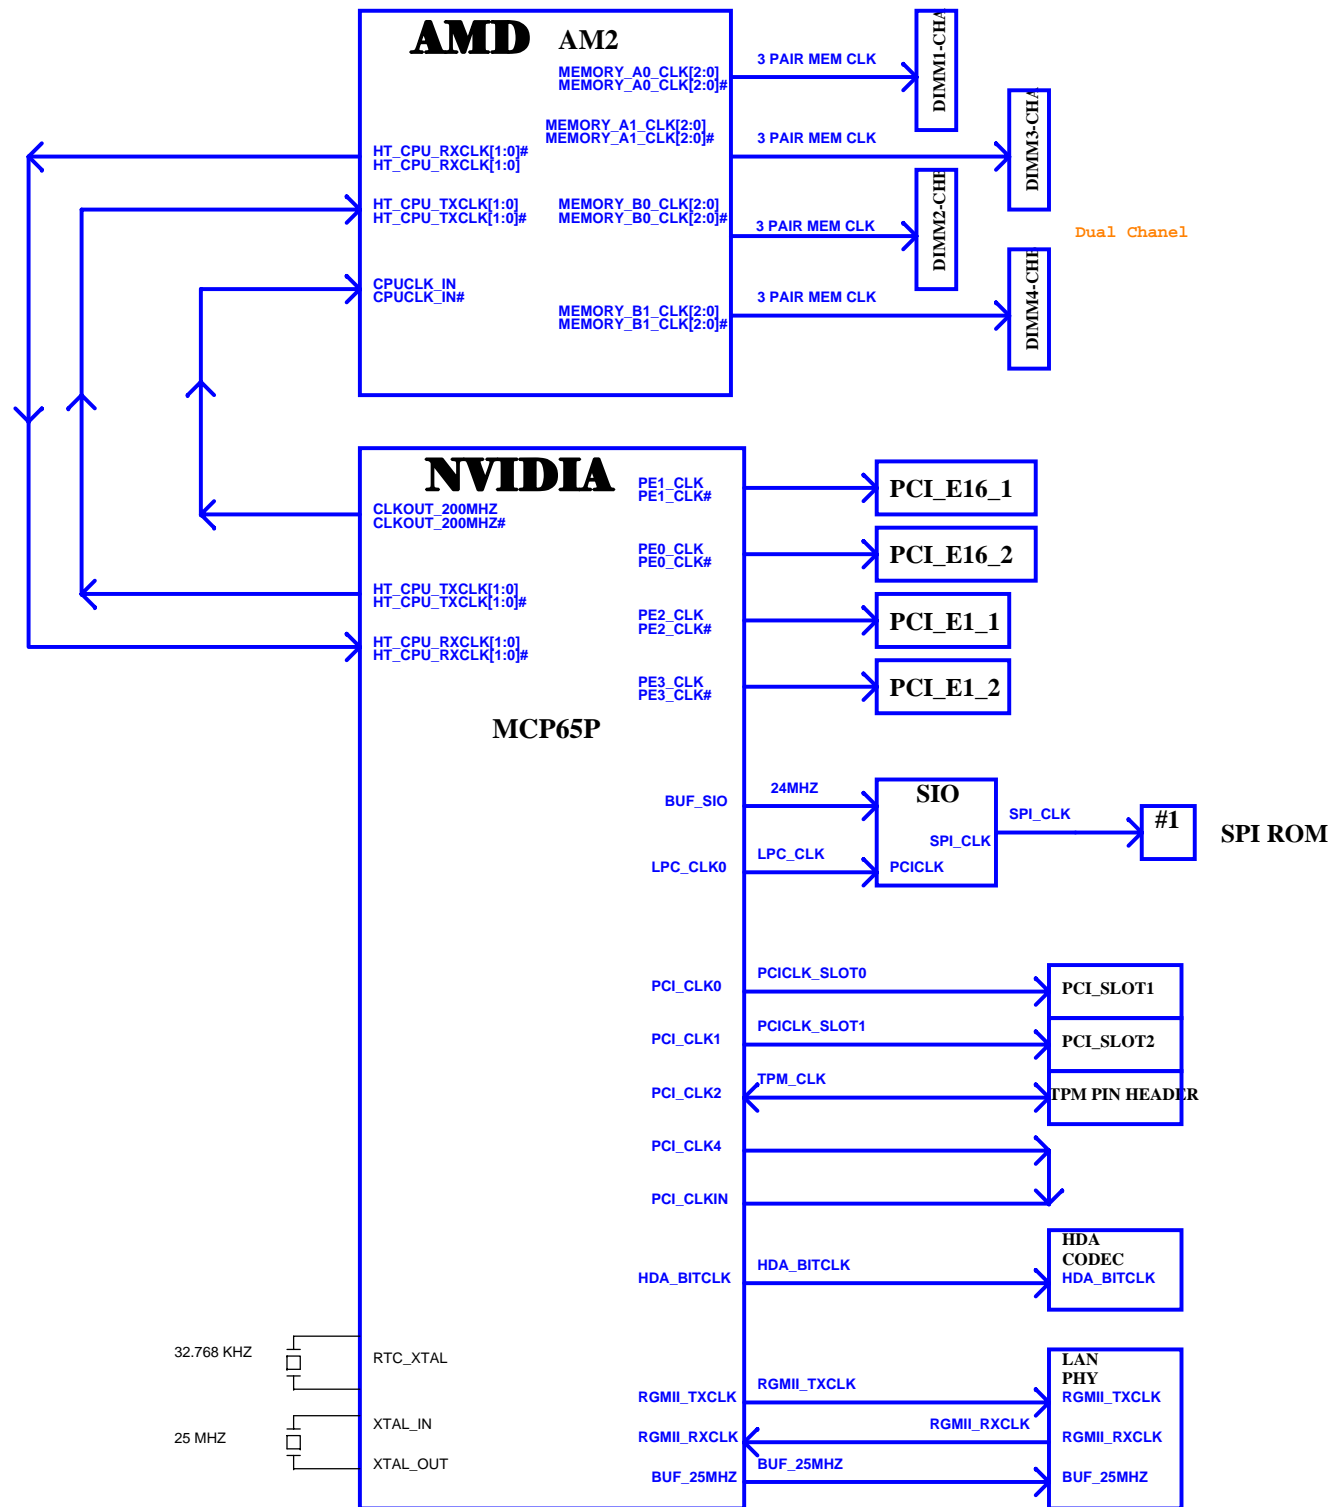 AMD AM2
MEMORY_A0_CLK[2:0]
MEMORY_A0_CLK[2:0]#
3 PAIR MEM CLK
DIMM1-CHA
MEMORY_A1_CLK[2:0]
MEMORY_A1_CLK[2:0]#
3 PAIR MEM CLK
DIMM3-CHA
HT_CPU_RXCLK[1:0]#
HT_CPU_RXCLK[1:0]
HT_CPU_TXCLK[1:0]
HT_CPU_TXCLK[1:0]#
MEMORY_B0_CLK[2:0]
MEMORY_B0_CLK[2:0]#
3 PAIR MEM CLK
DIMM2-CHB
Dual Chanel
CPUCLK_IN
CPUCLK_IN#
MEMORY_B1_CLK[2:0]
MEMORY_B1_CLK[2:0]#
3 PAIR MEM CLK
DIMM4-CHB
NVIDIA
PE1_CLK
PE1_CLK#
PCI_E16_1
CLKOUT_200MHZ
CLKOUT_200MHZ#
PE0_CLK
PE0_CLK#
PCI_E16_2
HT_CPU_TXCLK[1:0]
HT_CPU_TXCLK[1:0]#
PE2_CLK
PE2_CLK#
PCI_E1_1
HT_CPU_RXCLK[1:0]
HT_CPU_RXCLK[1:0]#
PE3_CLK
PE3_CLK#
PCI_E1_2
MCP65P
BUF_SIO
24MHZ
SIO
SPI_CLK
SPI_CLK
#1
SPI ROM
LPC_CLK0
LPC_CLK
PCICLK
PCI_CLK0
PCICLK_SLOT0
PCI_SLOT1
PCI_CLK1
PCICLK_SLOT1
PCI_SLOT2
PCI_CLK2
TPM_CLK
TPM PIN HEADER
PCI_CLK4
PCI_CLKIN
HDA
CODEC
HDA_BITCLK
HDA_BITCLK
HDA_BITCLK
32.768 KHZ
RTC_XTAL
LAN
PHY
RGMII_TXCLK
RGMII_TXCLK
RGMII_TXCLK
25 MHZ
XTAL_IN
RGMII_RXCLK
RGMII_RXCLK
RGMII_RXCLK
XTAL_OUT
BUF_25MHZ
BUF_25MHZ
BUF_25MHZ